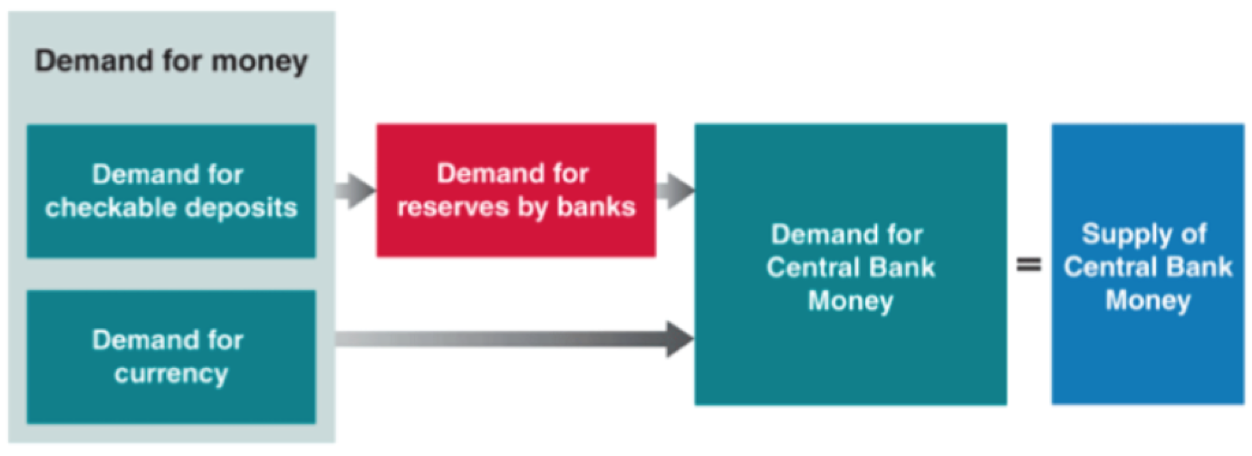 Demand for money
Demand for
checkable deposits
Demand for
reserves by banks
Demand for
currency
Demand for
Central Bank
Money
=
Supply of
Central Bank
Money